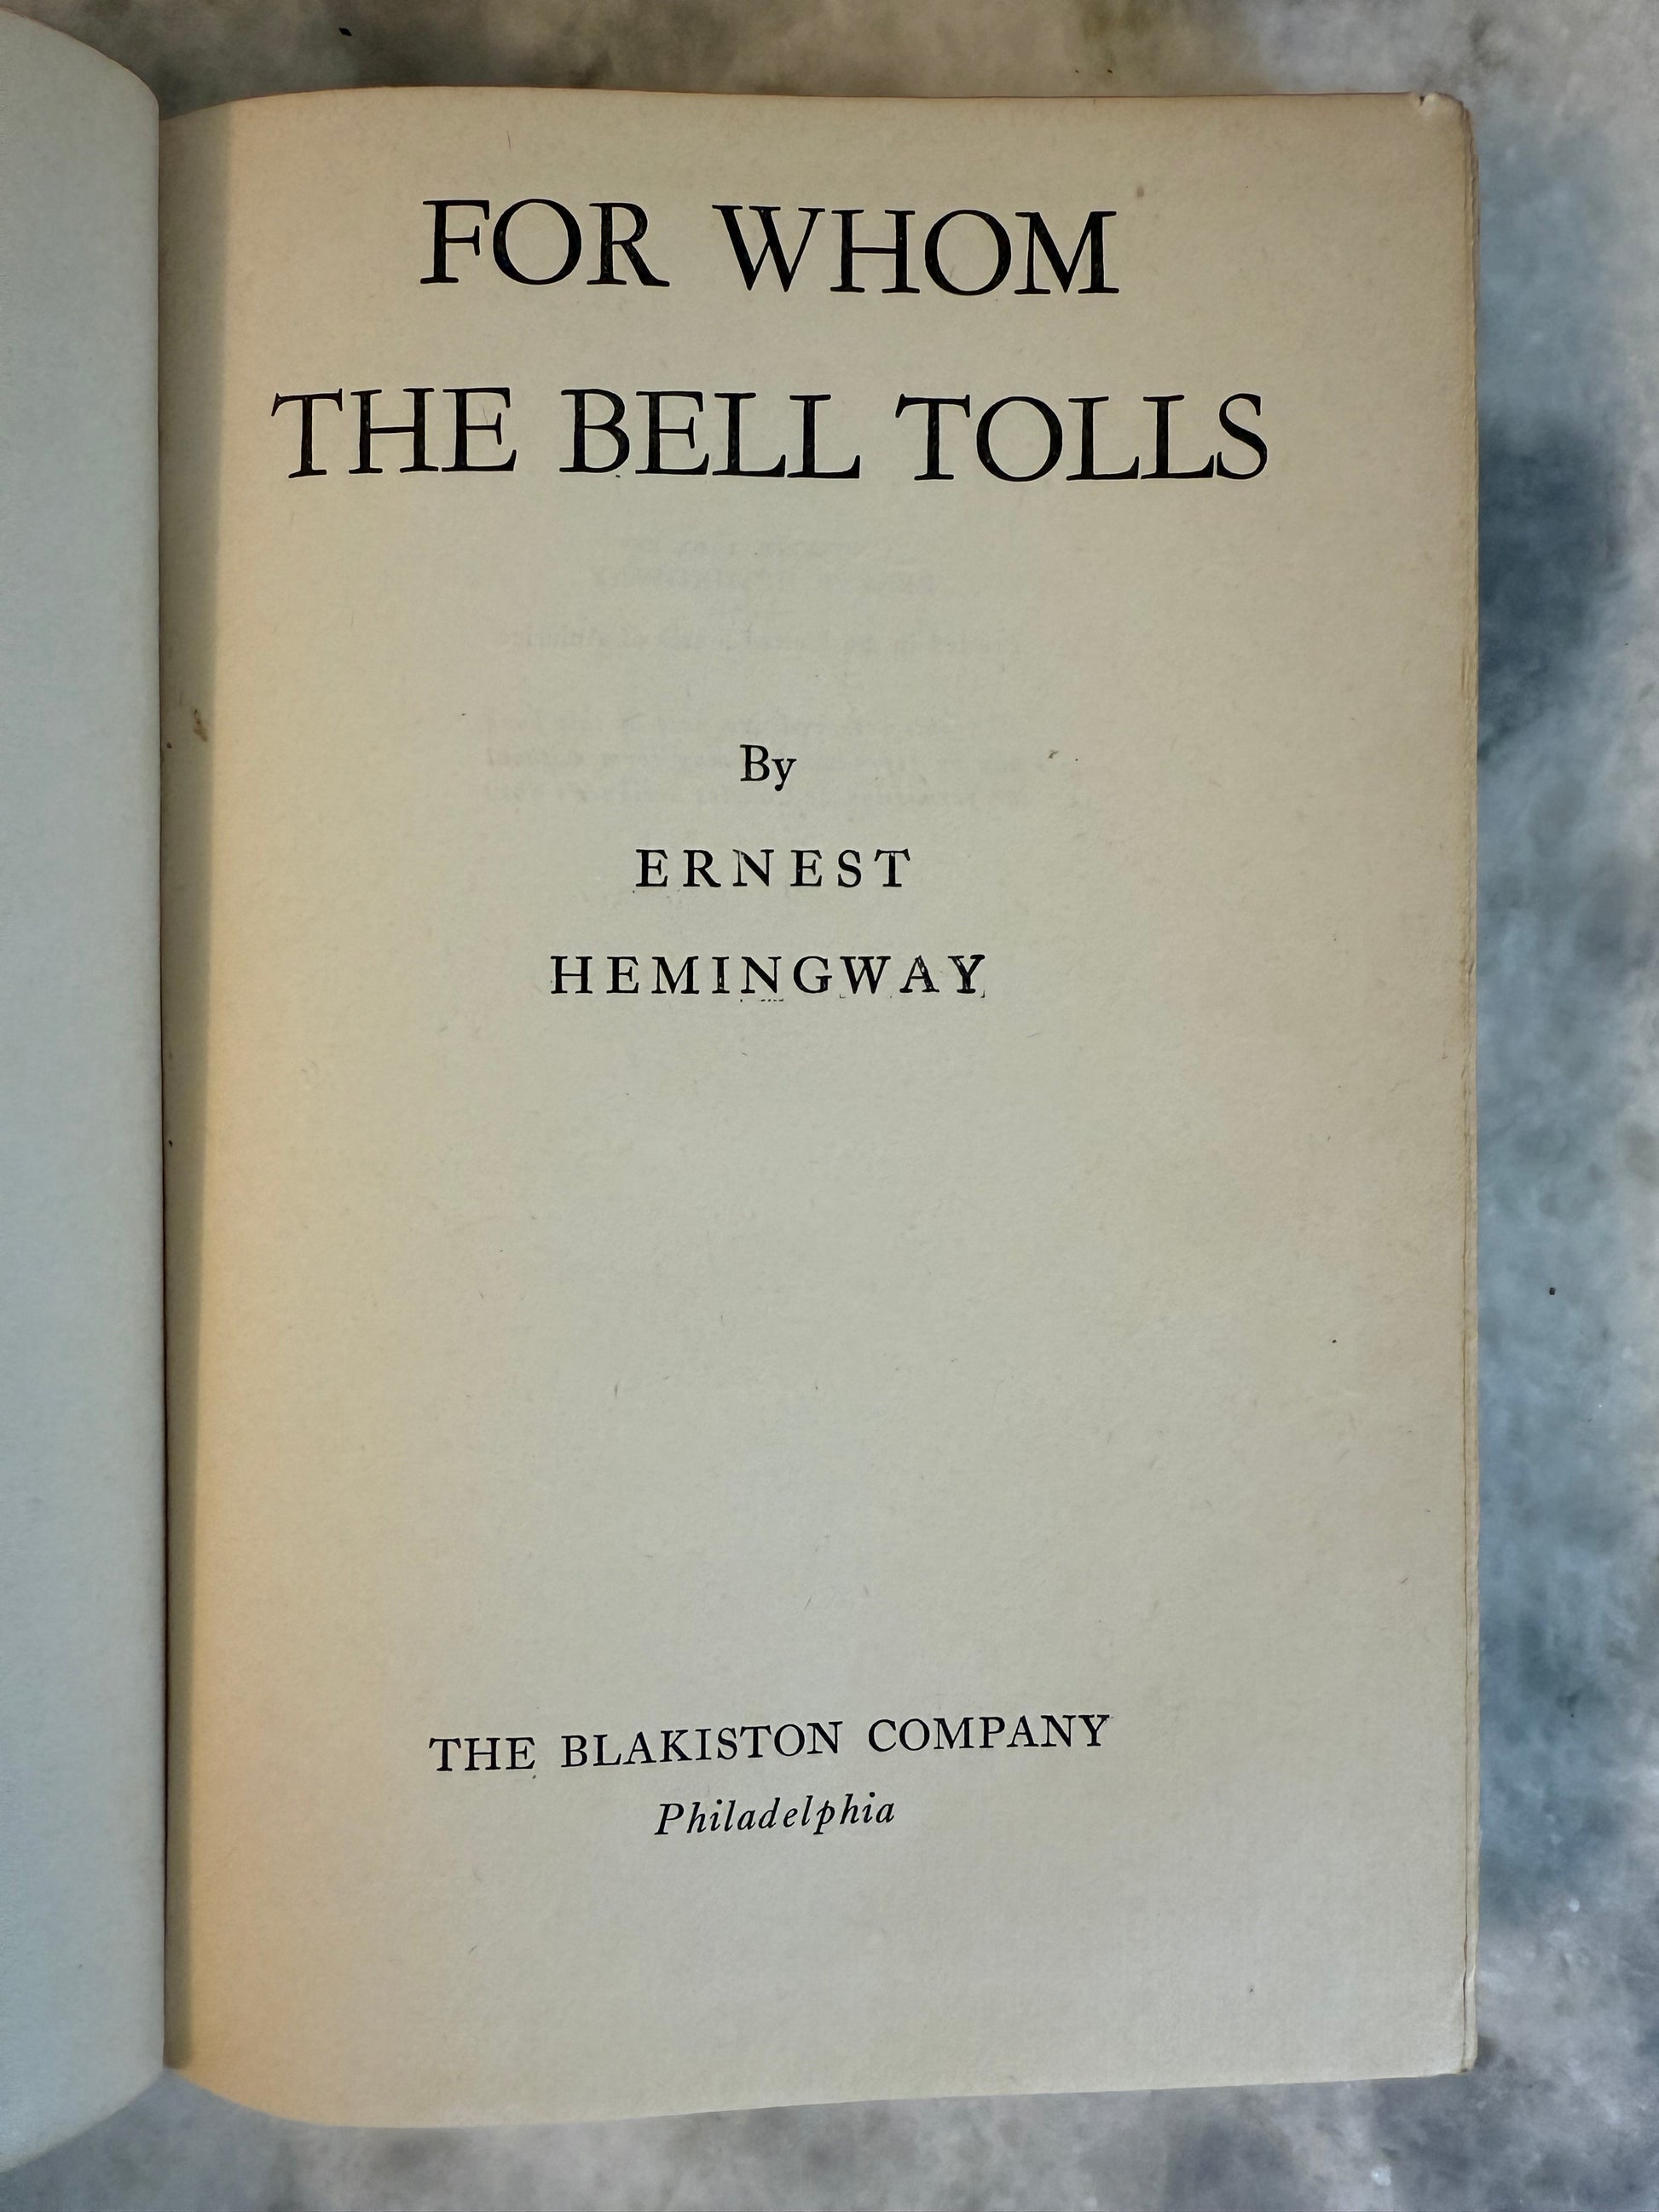 FOR WHOM
THE BELL TOLLS
By
ERNEST
HEMINGWAY
THE BLAKISTON COMPANY
Philadelphia